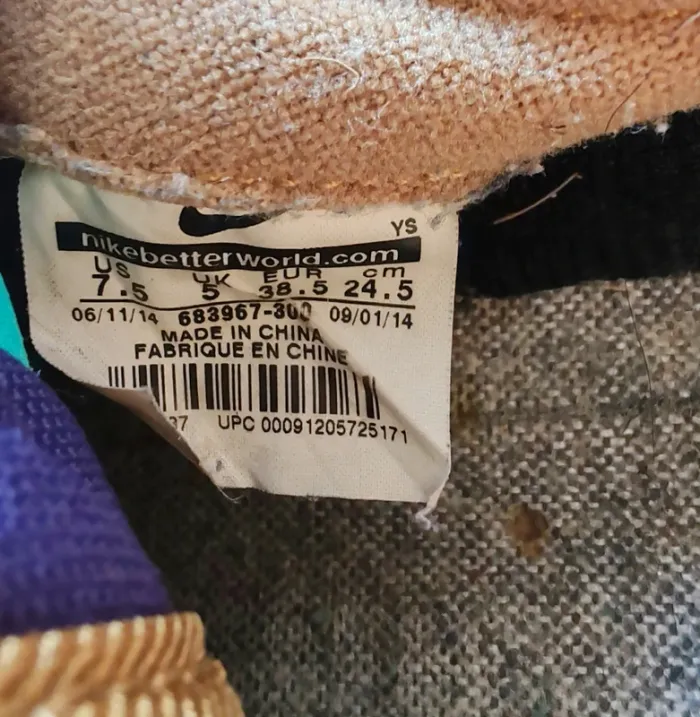 YS
nikebetterworld.com
US UK EUR cm
7.5 5 38.5 24.5
06/11/14 683967-300 09/01/14
MADE IN CHINA
FABRIQUE EN CHINE
37 UPC 00091205725171